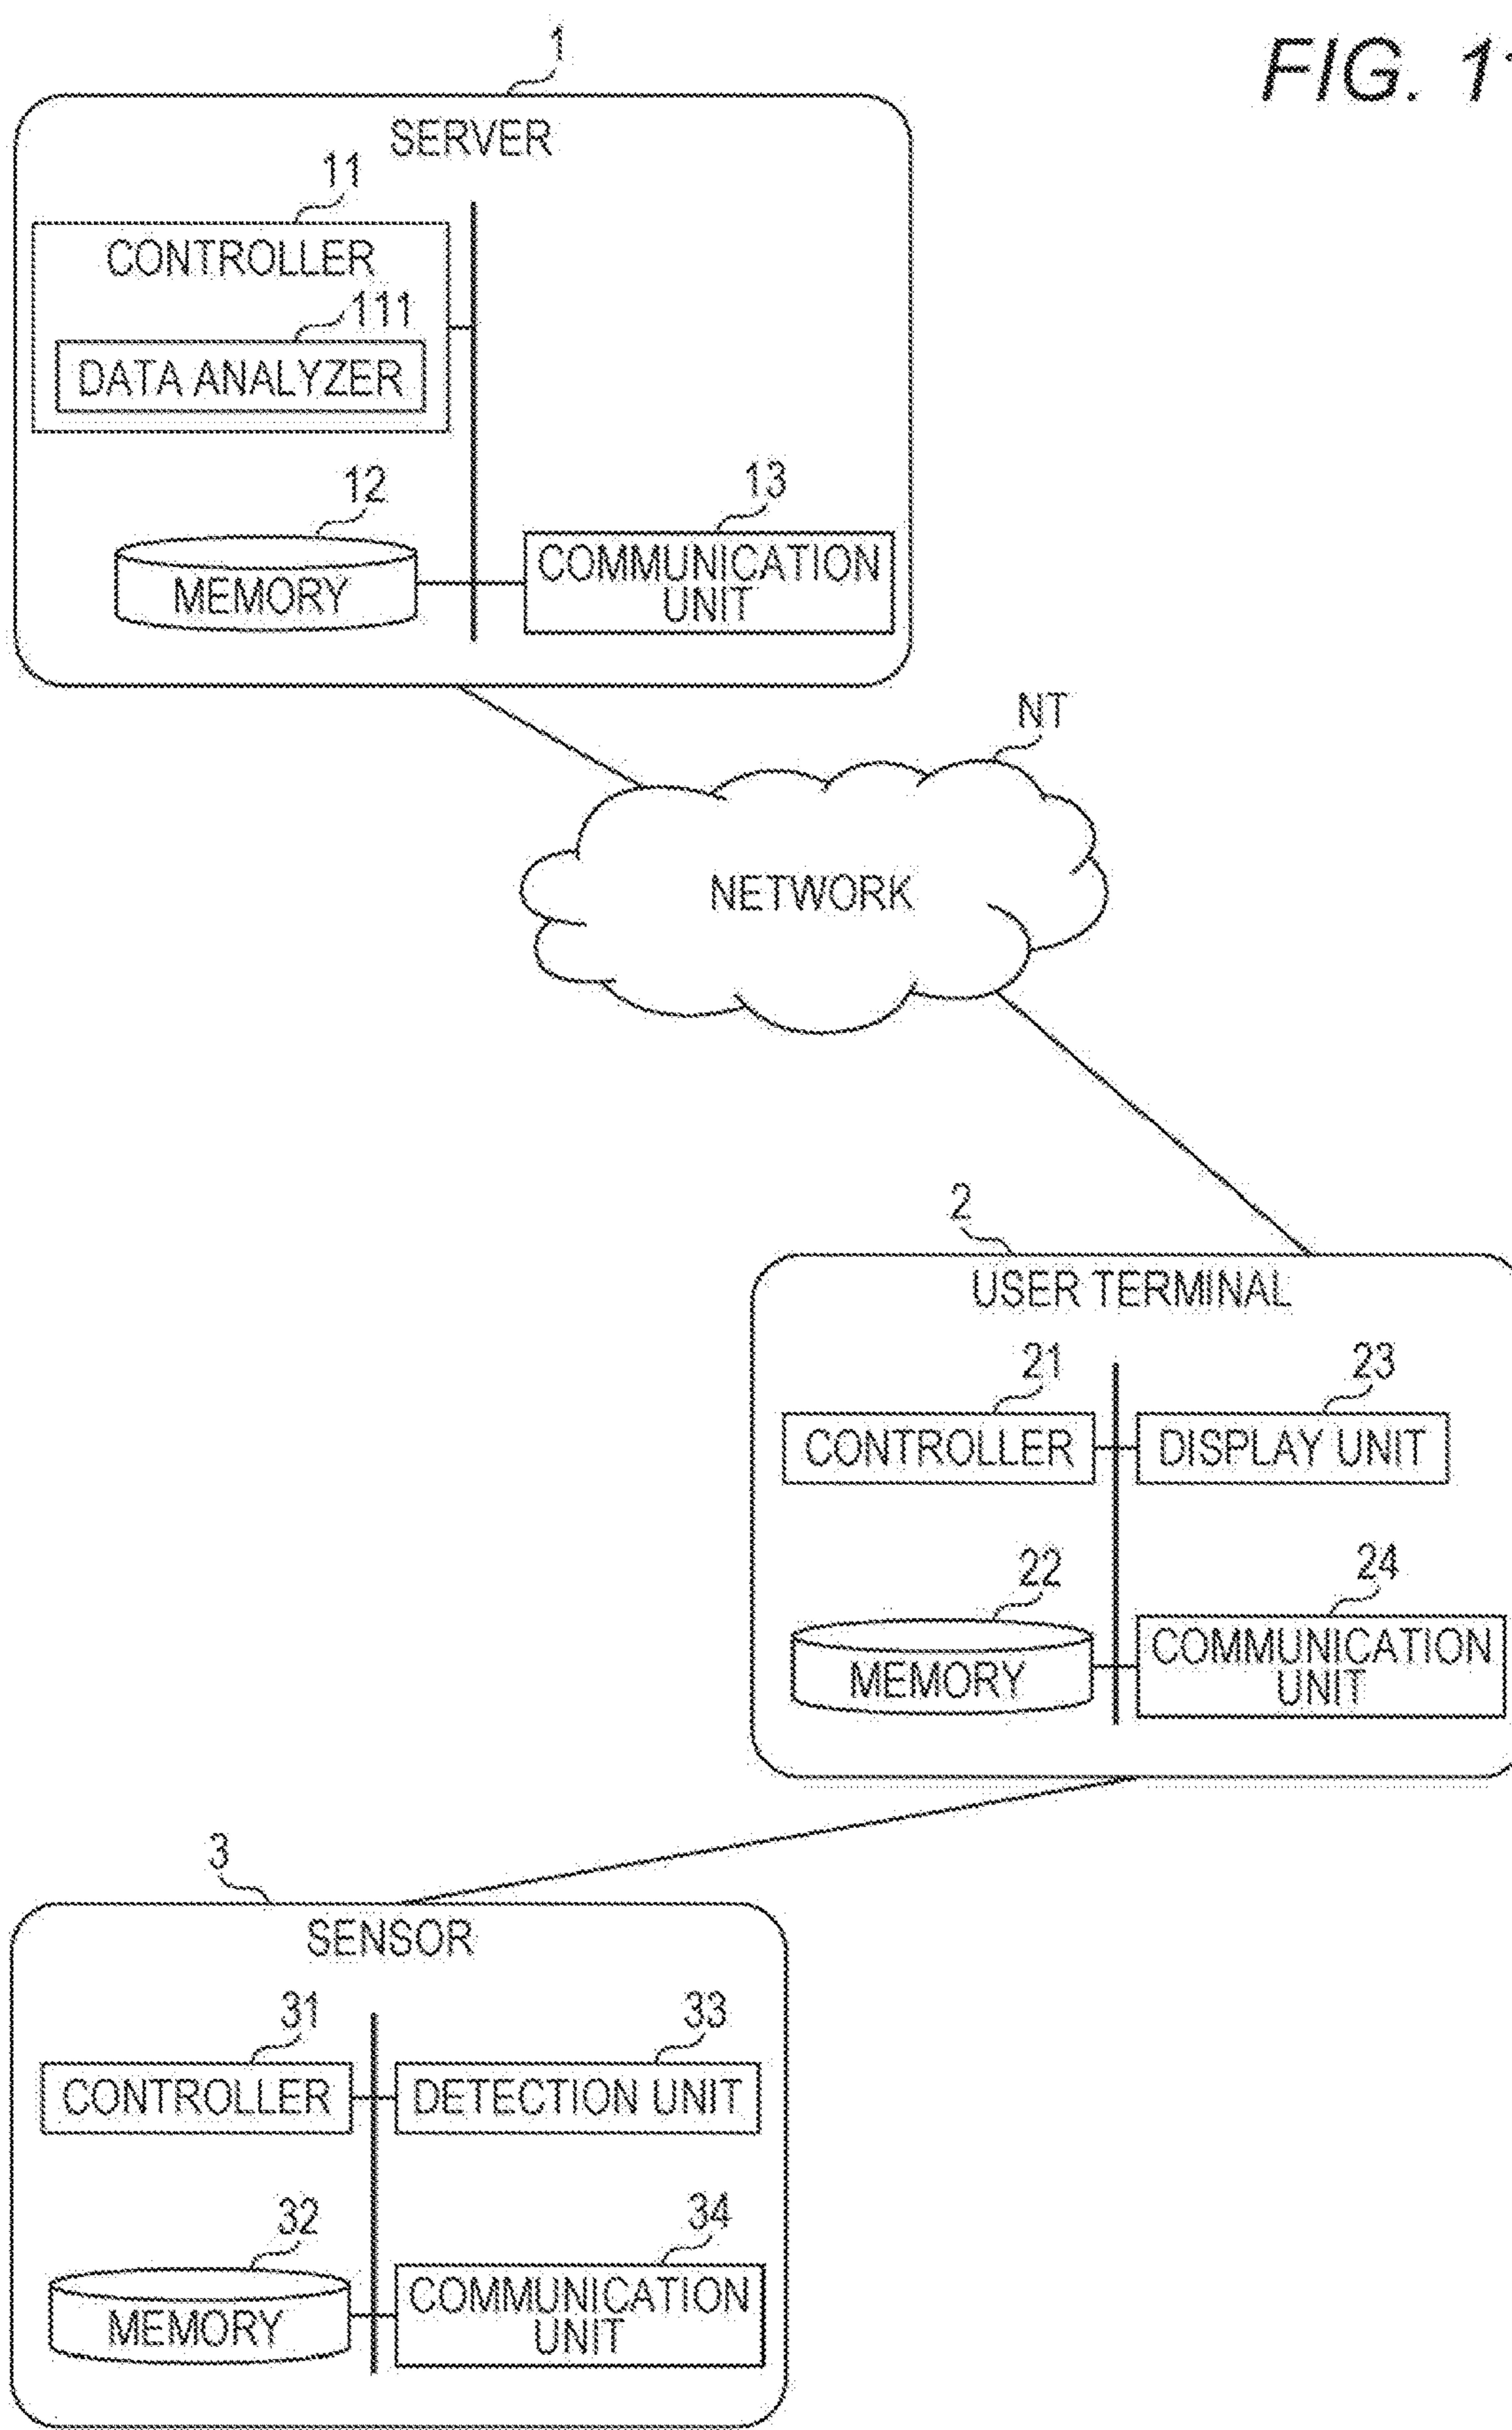 FIG. 11
1
SERVER
11
CONTROLLER
111
DATA ANALYZER
12
MEMORY
13
COMMUNICATION
UNIT
NT
NETWORK
2
USER TERMINAL
21
CONTROLLER
23
DISPLAY UNIT
22
MEMORY
24
COMMUNICATION
UNIT
3
SENSOR
31
CONTROLLER
33
DETECTION UNIT
32
MEMORY
34
COMMUNICATION
UNIT